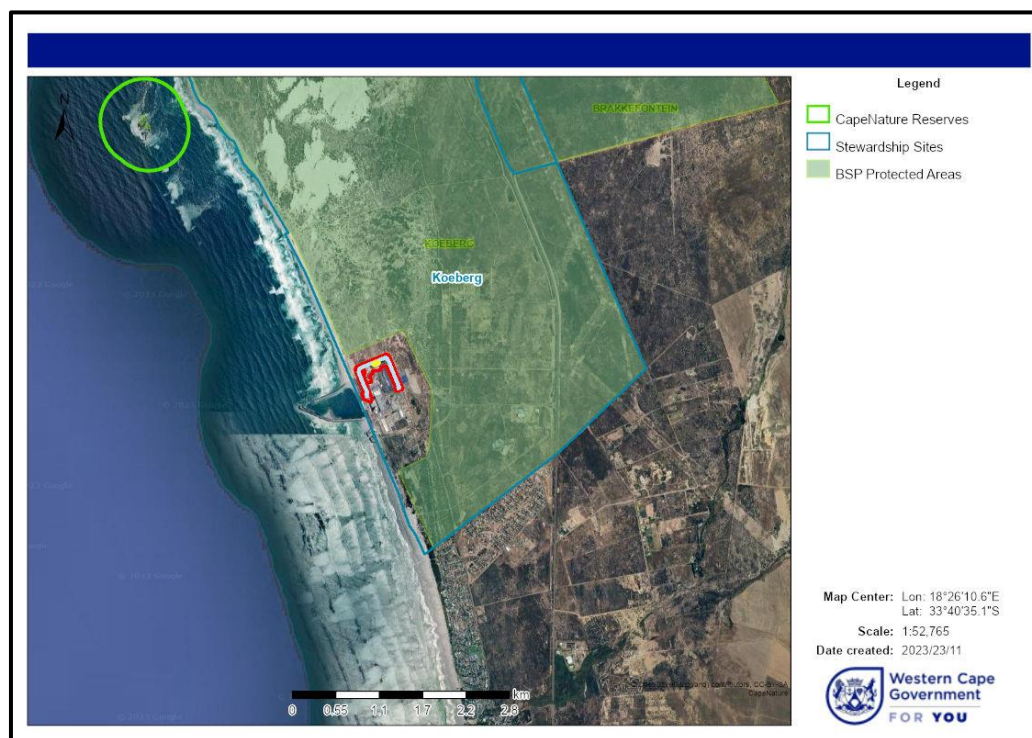 Legend
CapeNature Reserves
Stewardship Sites
BSP Protected Areas
BRAKKEFONTEIN
KOEBERG
Koeberg
N
Map Center: Lon: 18°26'10.6"E
Lat: 33°40'35.1"S
Scale: 1:52,765
Date created: 2023/23/11
km
0 0.55 1.1 1.7 2.2 2.8
CapeNature
Western Cape
Government
FOR YOU